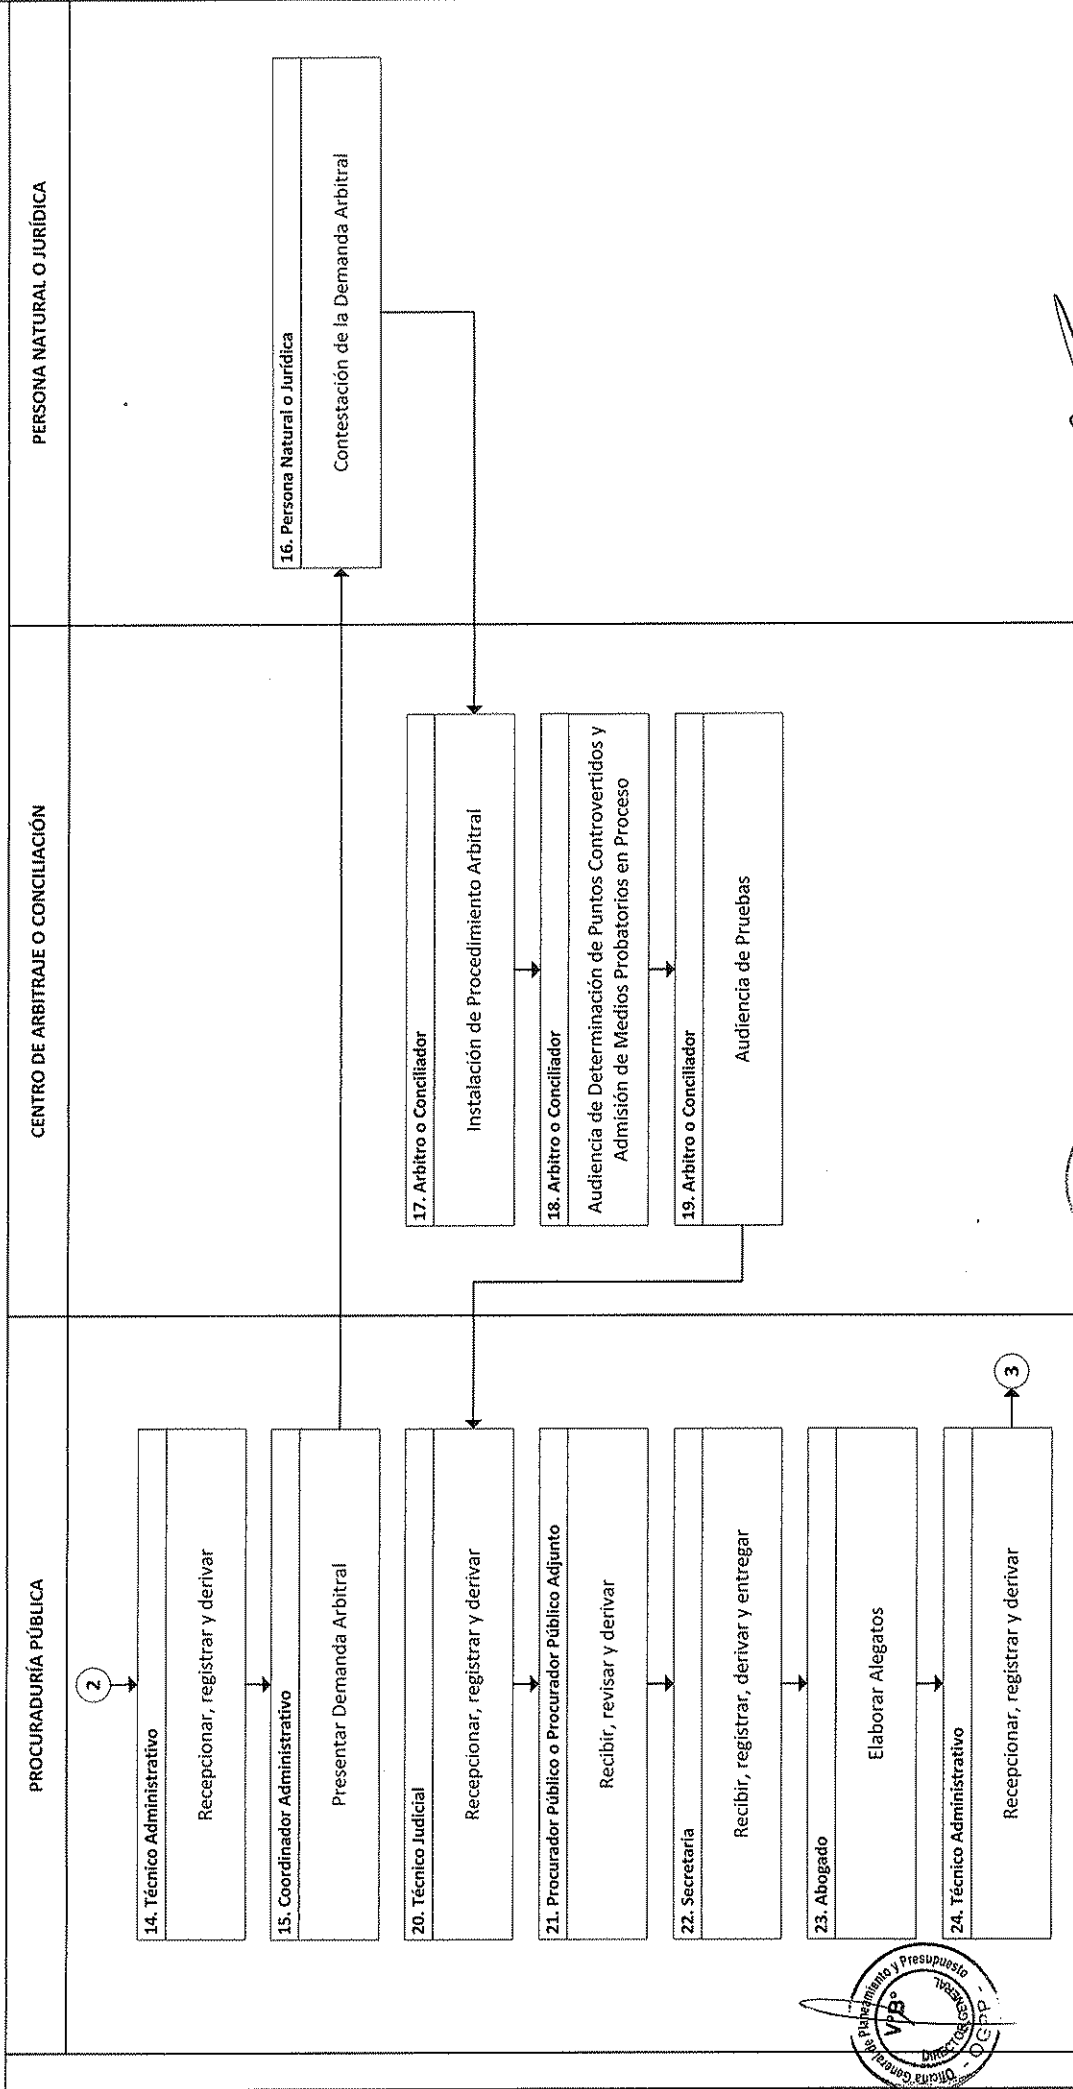 PROCURADURÍA PÚBLICA
CENTRO DE ARBITRAJE O CONCILIACIÓN
PERSONA NATURAL O JURÍDICA
2
14. Técnico Administrativo
Recepcionar, registrar y derivar
15. Coordinador Administrativo
Presentar Demanda Arbitral
16. Persona Natural o Jurídica
Contestación de la Demanda Arbitral
17. Arbitro o Conciliador
Instalación de Procedimiento Arbitral
18. Arbitro o Conciliador
Audiencia de Determinación de Puntos Controvertidos y
Admisión de Medios Probatorios en Proceso
19. Arbitro o Conciliador
Audiencia de Pruebas
20. Técnico Judicial
Recepcionar, registrar y derivar
21. Procurador Público o Procurador Público Adjunto
Recibir, revisar y derivar
22. Secretaria
Recibir, registrar, derivar y entregar
23. Abogado
Elaborar Alegatos
24. Técnico Administrativo
Recepcionar, registrar y derivar
3
Oficina General de Planeamiento y Presupuesto
V°B°
DIRECTOR GENERAL
- OGPP -